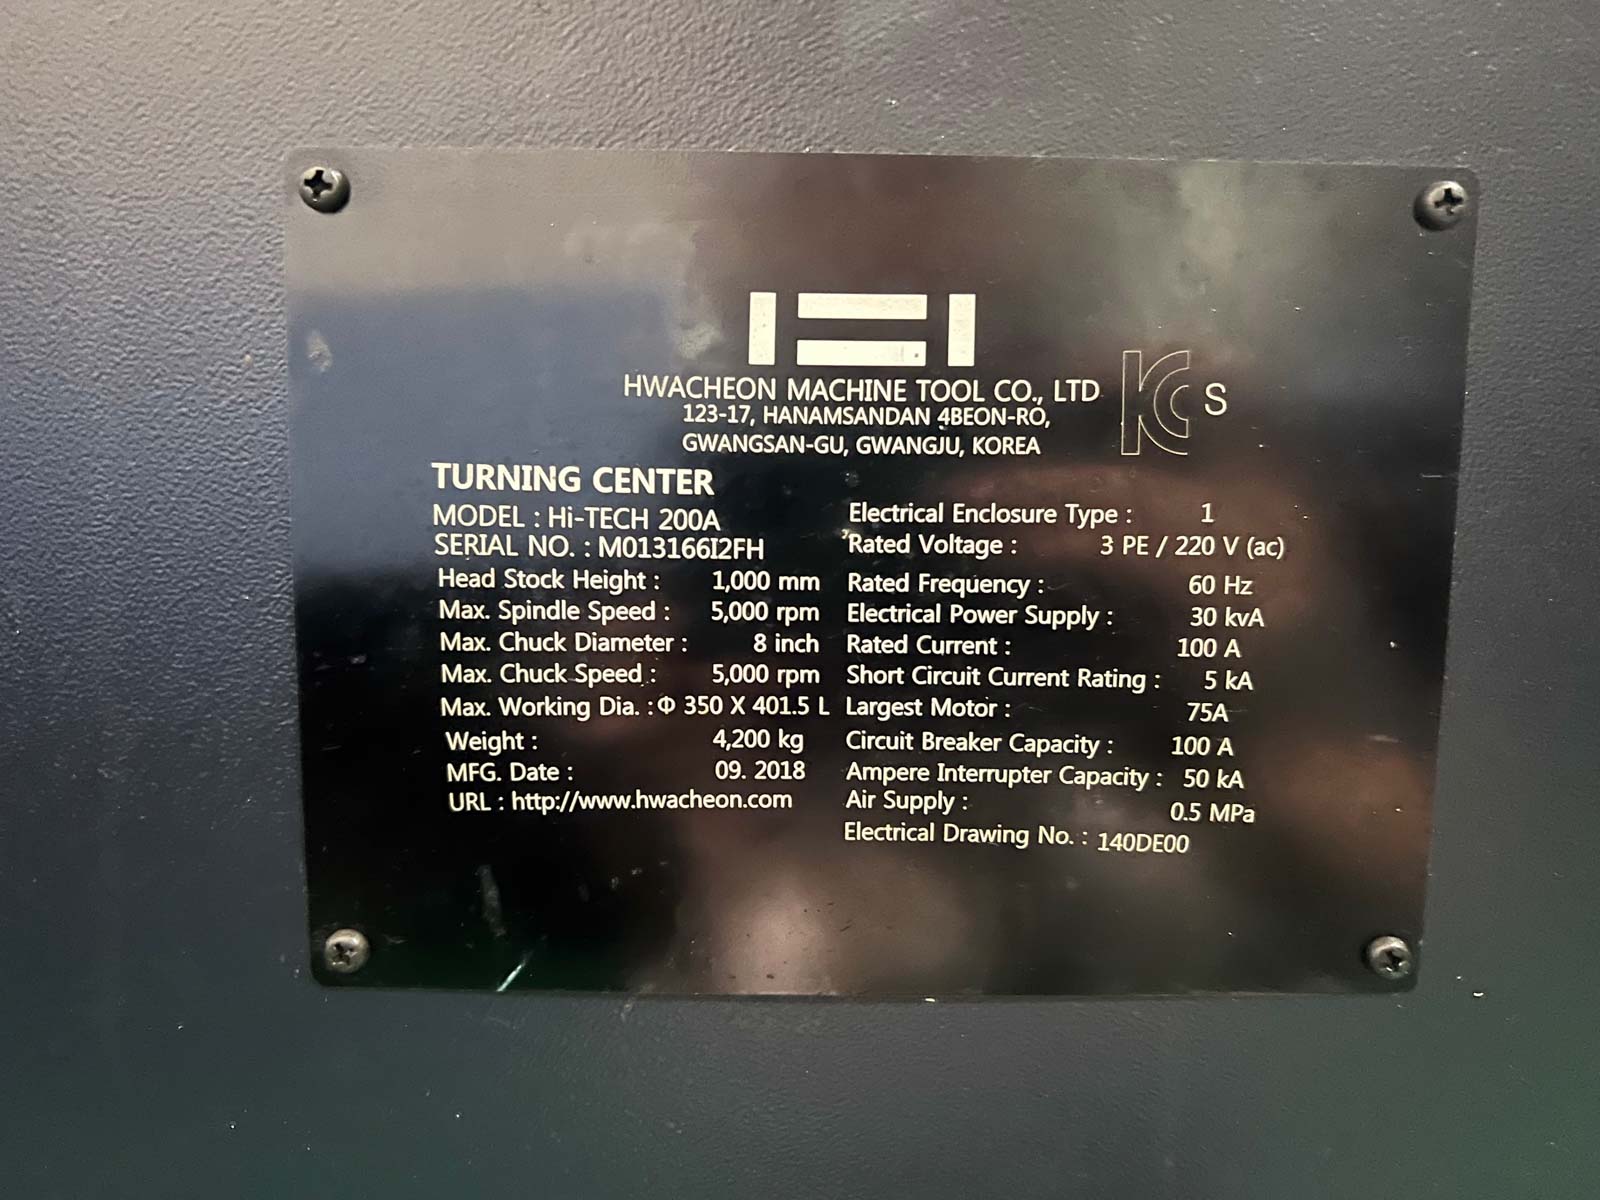 HWACHEON MACHINE TOOL CO., LTD
123-17, HANAMSANDAN 4BEON-RO,
GWANGSAN-GU, GWANGJU, KOREA
KC S
TURNING CENTER
MODEL : Hi-TECH 200A
SERIAL NO. : M013166I2FH
Head Stock Height : 1,000 mm
Max. Spindle Speed : 5,000 rpm
Max. Chuck Diameter : 8 inch
Max. Chuck Speed : 5,000 rpm
Max. Working Dia. : Φ 350 X 401.5 L
Weight : 4,200 kg
MFG. Date : 09. 2018
URL : http://www.hwacheon.com
Electrical Enclosure Type : 1
Rated Voltage : 3 PE / 220 V (ac)
Rated Frequency : 60 Hz
Electrical Power Supply : 30 kvA
Rated Current : 100 A
Short Circuit Current Rating : 5 kA
Largest Motor : 75A
Circuit Breaker Capacity : 100 A
Ampere Interrupter Capacity : 50 kA
Air Supply : 0.5 MPa
Electrical Drawing No. : 140DE00